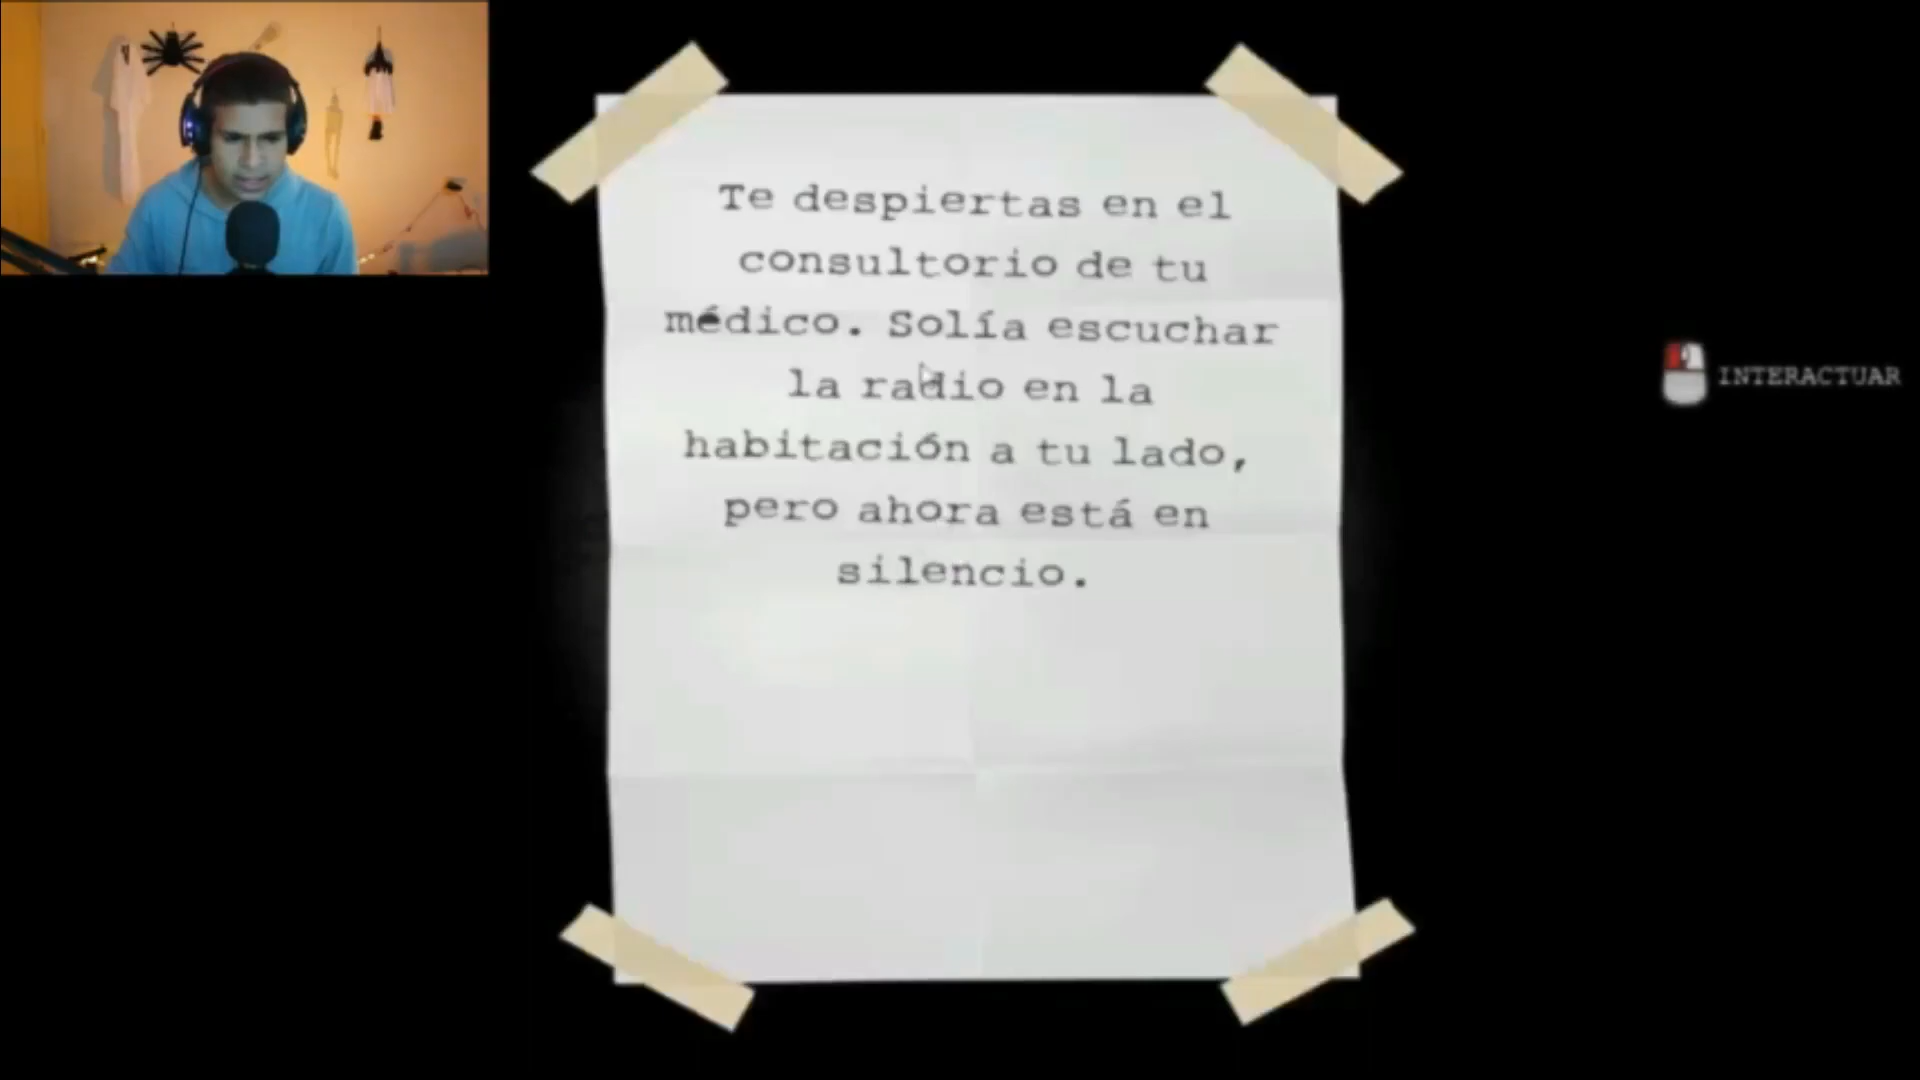 Te despiertas en el
consultorio de tu
médico. Solía escuchar
la radio en la
habitación a tu lado,
pero ahora está en
silencio.
INTERACTUAR